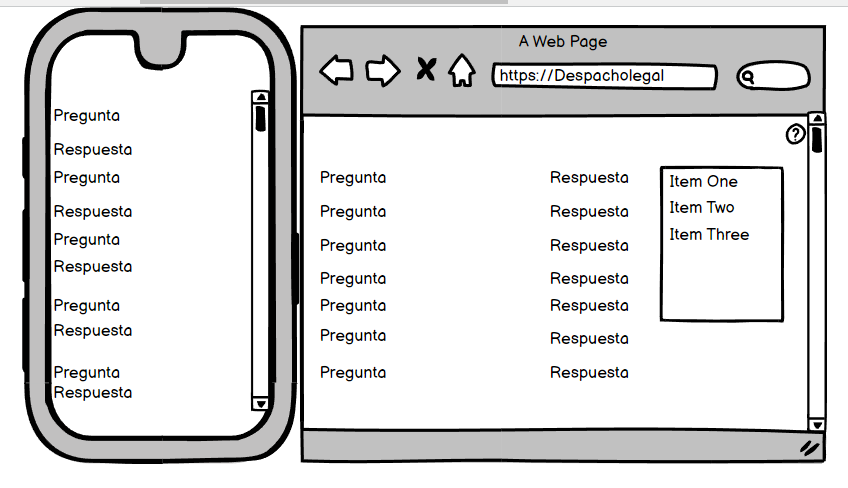 Pregunta
Respuesta
Pregunta
Respuesta
Pregunta
Respuesta
Pregunta
Respuesta
Pregunta
Respuesta
A Web Page
https://Despacholegal
?
Pregunta Respuesta
Pregunta Respuesta
Pregunta Respuesta
Pregunta Respuesta
Pregunta Respuesta
Pregunta Respuesta
Pregunta Respuesta
Item One
Item Two
Item Three